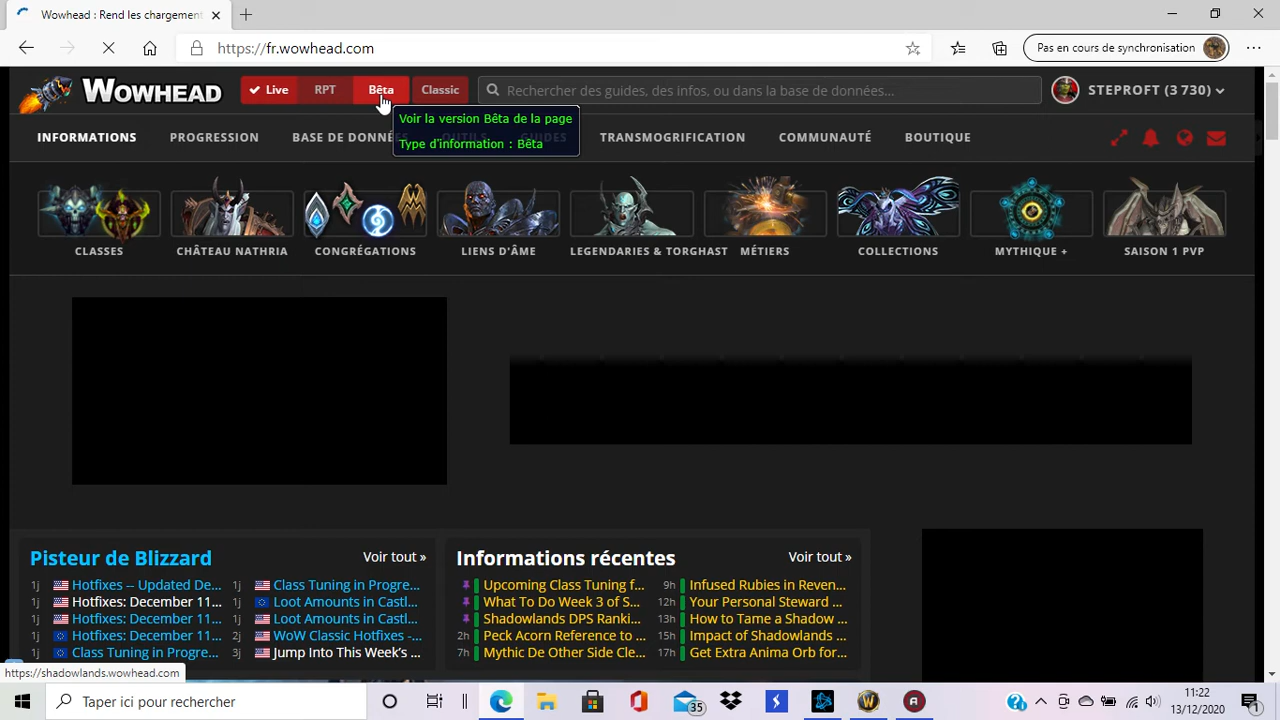 Wowhead : Rend les chargement
https://fr.wowhead.com
Pas en cours de synchronisation
WOWHEAD
Live
RPT
Bêta
Classic
Rechercher des guides, des infos, ou dans la base de données...
STEPROFT (3 730)
Voir la version Bêta de la page
Type d'information : Bêta
INFORMATIONS
PROGRESSION
BASE DE DONNÉES
OUTILS
GUIDES
TRANSMOGRIFICATION
COMMUNAUTÉ
BOUTIQUE
CLASSES
CHÂTEAU NATHRIA
CONGRÉGATIONS
LIENS D'ÂME
LEGENDARIES & TORGHAST
MÉTIERS
COLLECTIONS
MYTHIQUE +
SAISON 1 PVP
Pisteur de Blizzard
Voir tout »
1j Hotfixes -- Updated De...
1j Hotfixes: December 11...
1j Hotfixes: December 11...
1j Hotfixes: December 11...
1j Class Tuning in Progre...
1j Class Tuning in Progre...
1j Loot Amounts in Castl...
1j Loot Amounts in Castl...
2j WoW Classic Hotfixes -...
3j Jump Into This Week's ...
Informations récentes
Voir tout »
Upcoming Class Tuning f...
What To Do Week 3 of S...
Shadowlands DPS Ranki...
2h Peck Acorn Reference to ...
7h Mythic De Other Side Cle...
9h Infused Rubies in Reven...
12h Your Personal Steward ...
13h How to Tame a Shadow ...
15h Impact of Shadowlands ...
17h Get Extra Anima Orb for...
https://shadowlands.wowhead.com
Taper ici pour rechercher
35
11:22
13/12/2020
1